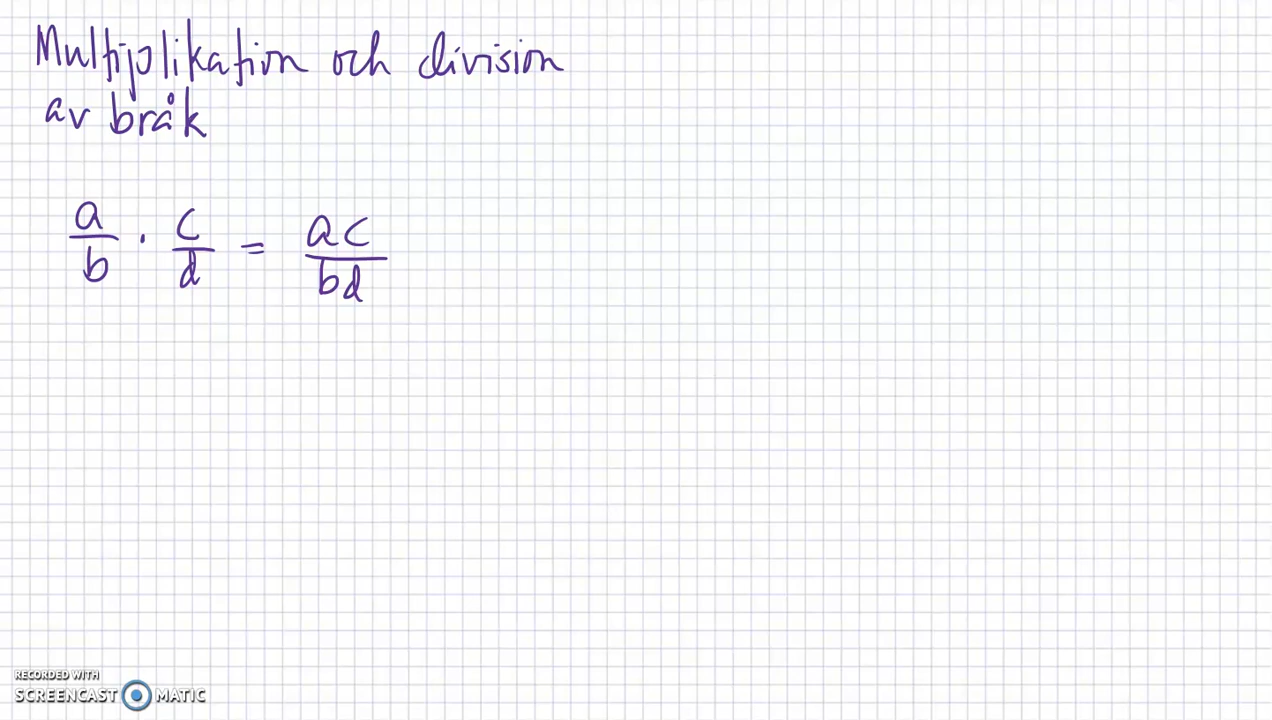 Multiplikation och division
av bråk
a/b · c/d = ac/bd
RECORDED WITH
SCREENCAST MATIC